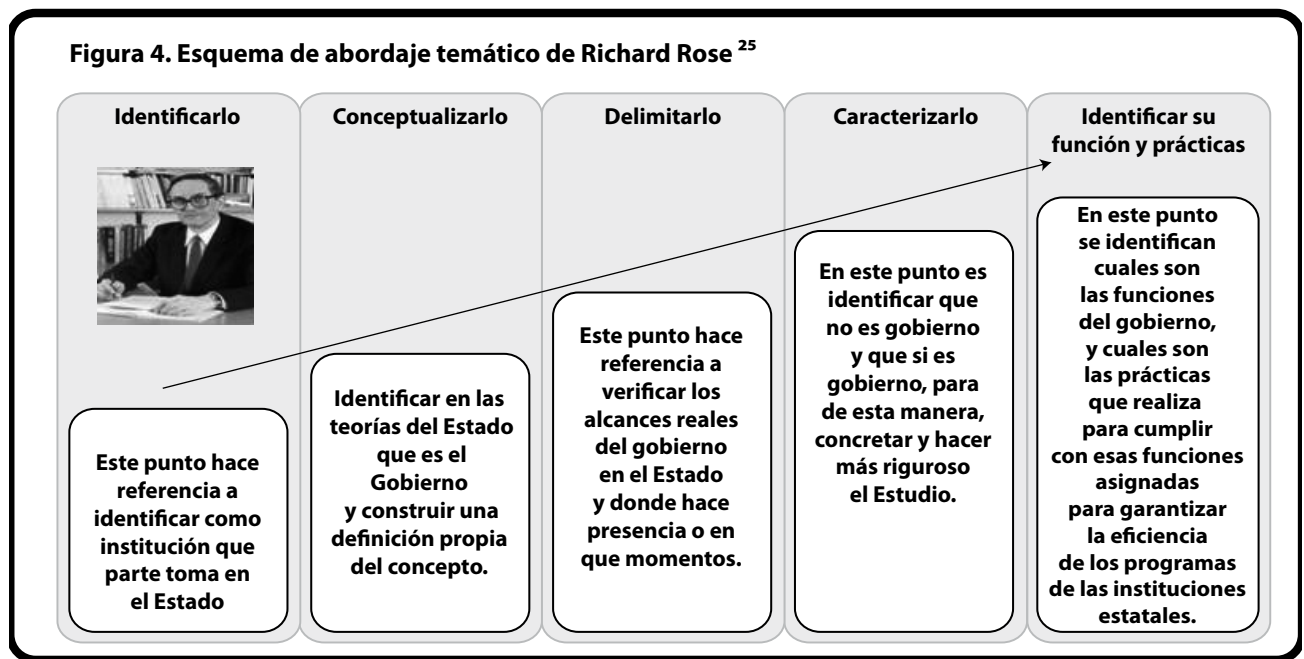 Figura 4. Esquema de abordaje temático de Richard Rose 25
Identificarlo
Este punto hace
referencia a
identificar como
institución que
parte toma en
el Estado
Conceptualizarlo
Identificar en las
teorías del Estado
que es el
Gobierno
y construir una
definición propia
del concepto.
Delimitarlo
Este punto hace
referencia a
verificar los
alcances reales
del gobierno
en el Estado
y donde hace
presencia o en
que momentos.
Caracterizarlo
En este punto es
identificar que
no es gobierno
y que si es
gobierno, para
de esta manera,
concretar y hacer
más riguroso
el Estudio.
Identificar su
función y prácticas
En este punto
se identifican
cuales son
las funciones
del gobierno,
y cuales son
las prácticas
que realiza
para cumplir
con esas funciones
asignadas
para garantizar
la eficiencia
de los programas
de las instituciones
estatales.